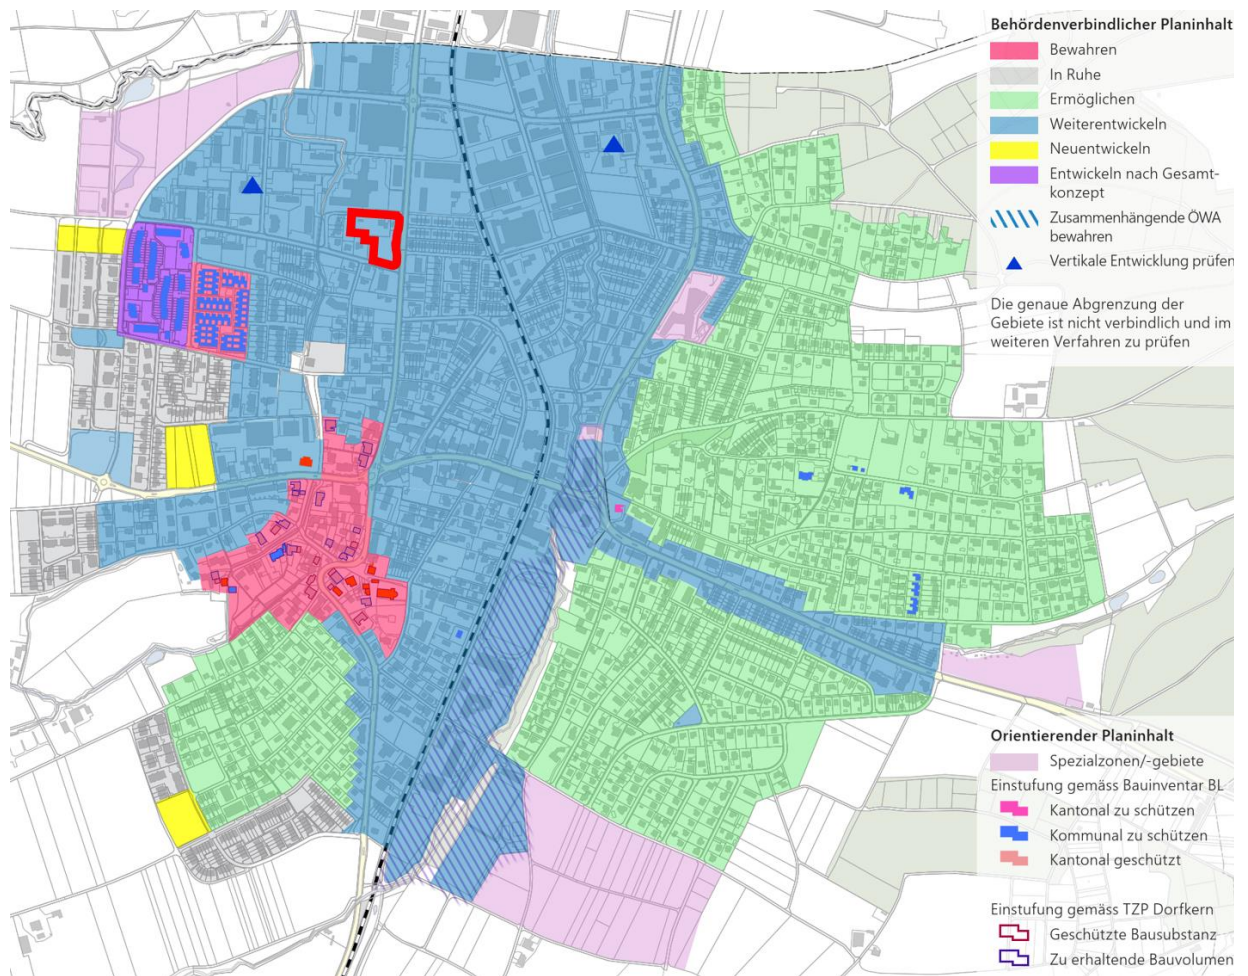 Behördenverbindlicher Planinhalt
Bewahren
In Ruhe
Ermöglichen
Weiterentwickeln
Neuentwickeln
Entwickeln nach Gesamt-
konzept
Zusammenhängende ÖWA
bewahren
Vertikale Entwicklung prüfen
Die genaue Abgrenzung der
Gebiete ist nicht verbindlich und im
weiteren Verfahren zu prüfen
Orientierender Planinhalt
Spezialzonen/-gebiete
Einstufung gemäss Bauinventar BL
Kantonal zu schützen
Kommunal zu schützen
Kantonal geschützt
Einstufung gemäss TZP Dorfkern
Geschützte Bausubstanz
Zu erhaltende Bauvolumen